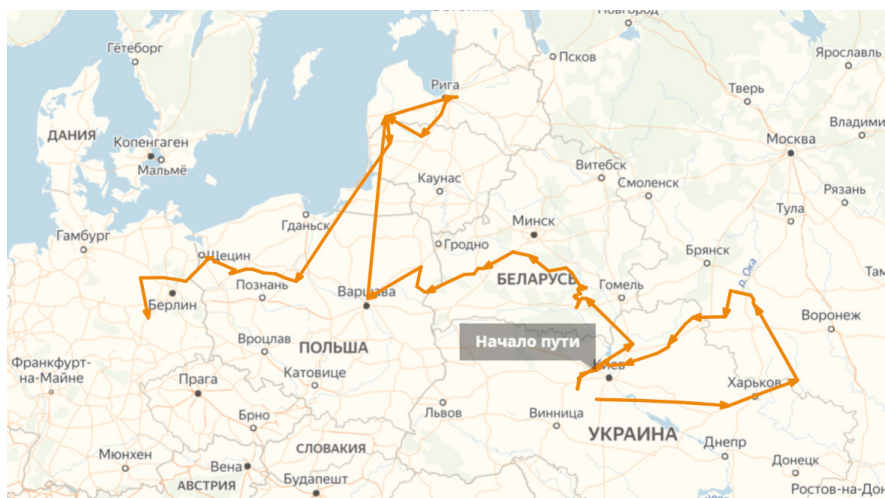 Новгород
Гётеборг
Псков
Ярославль
Рига
Тверь
ДАНИЯ
Владими
Копенгаген
Москва
Мальмё
Витебск
Каунас
Смоленск
Рязань
Тула
Гамбург
Гданьск
Минск
Щецин
Гродно
Брянск
р. Ока
Там
Познань
БЕЛАРУСЬ
Гомель
Берлин
Варшава
Воронеж
Начало пути
Вроцлав
ПОЛЬША
Франкфурт-
на-Майне
Киев
Прага
Катовице
Харьков
Львов
Винница
Брно
УКРАИНА
Мюнхен
СЛОВАКИЯ
Днепр
Вена
Донецк
АВСТРИЯ
Будапешт
Ростов-на-Дон